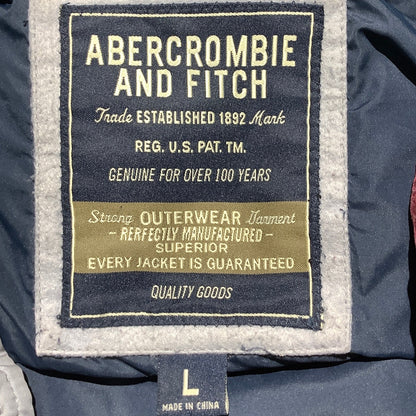 ABERCROMBIE
AND FITCH
Trade ESTABLISHED 1892 Mark
REG. U.S. PAT. TM.
GENUINE FOR OVER 100 YEARS
Strong OUTERWEAR Garment
- PERFECTLY MANUFACTURED -
SUPERIOR
EVERY JACKET IS GUARANTEED
QUALITY GOODS
L
MADE IN CHINA